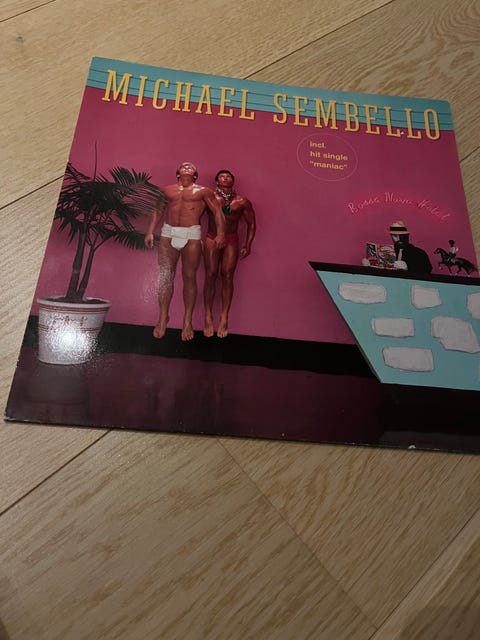 MICHAEL SEMBELLO
incl.
hit single
"maniac"
Bossa Nova Hotel